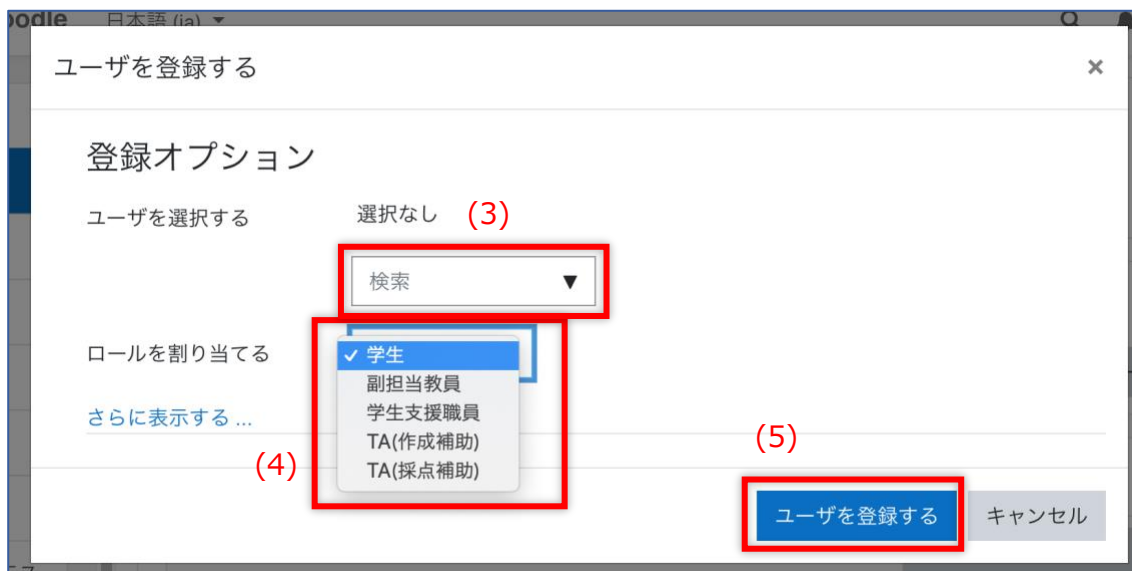 oodle 日本語 (ja)
ユーザを登録する ×
登録オプション
ユーザを選択する 選択なし (3)
検索 ▼
ロールを割り当てる ✓ 学生
副担当教員
学生支援職員
TA(作成補助)
TA(採点補助)
さらに表示する ...
(4)
(5)
ユーザを登録する キャンセル